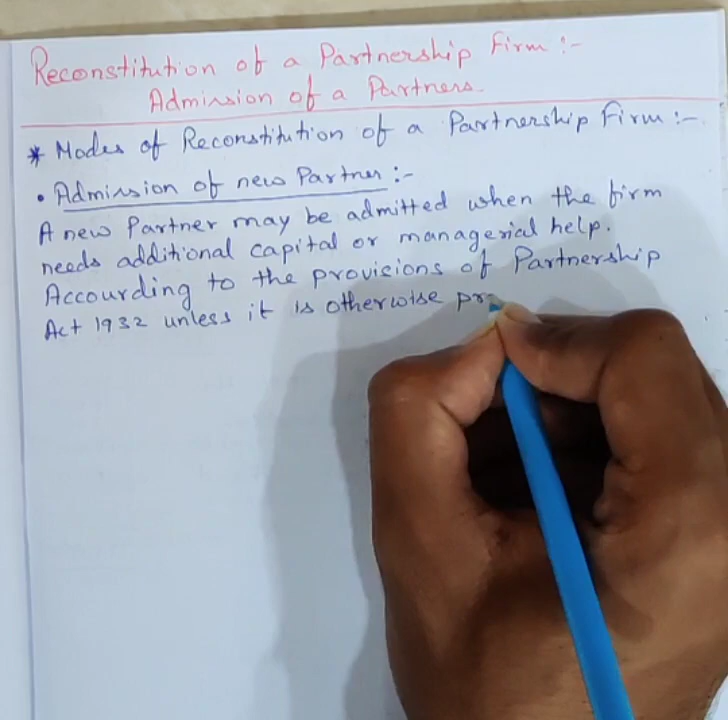 Reconstitution of a Partnership Firm :-
Admission of a Partners.
* Modes of Reconstitution of a Partnership Firm :-
• Admission of new Partner :-
A new Partner may be admitted when the firm
needs additional capital or managerial help.
Accourding to the provisions of Partnership
Act 1932 unless it is otherwise pr